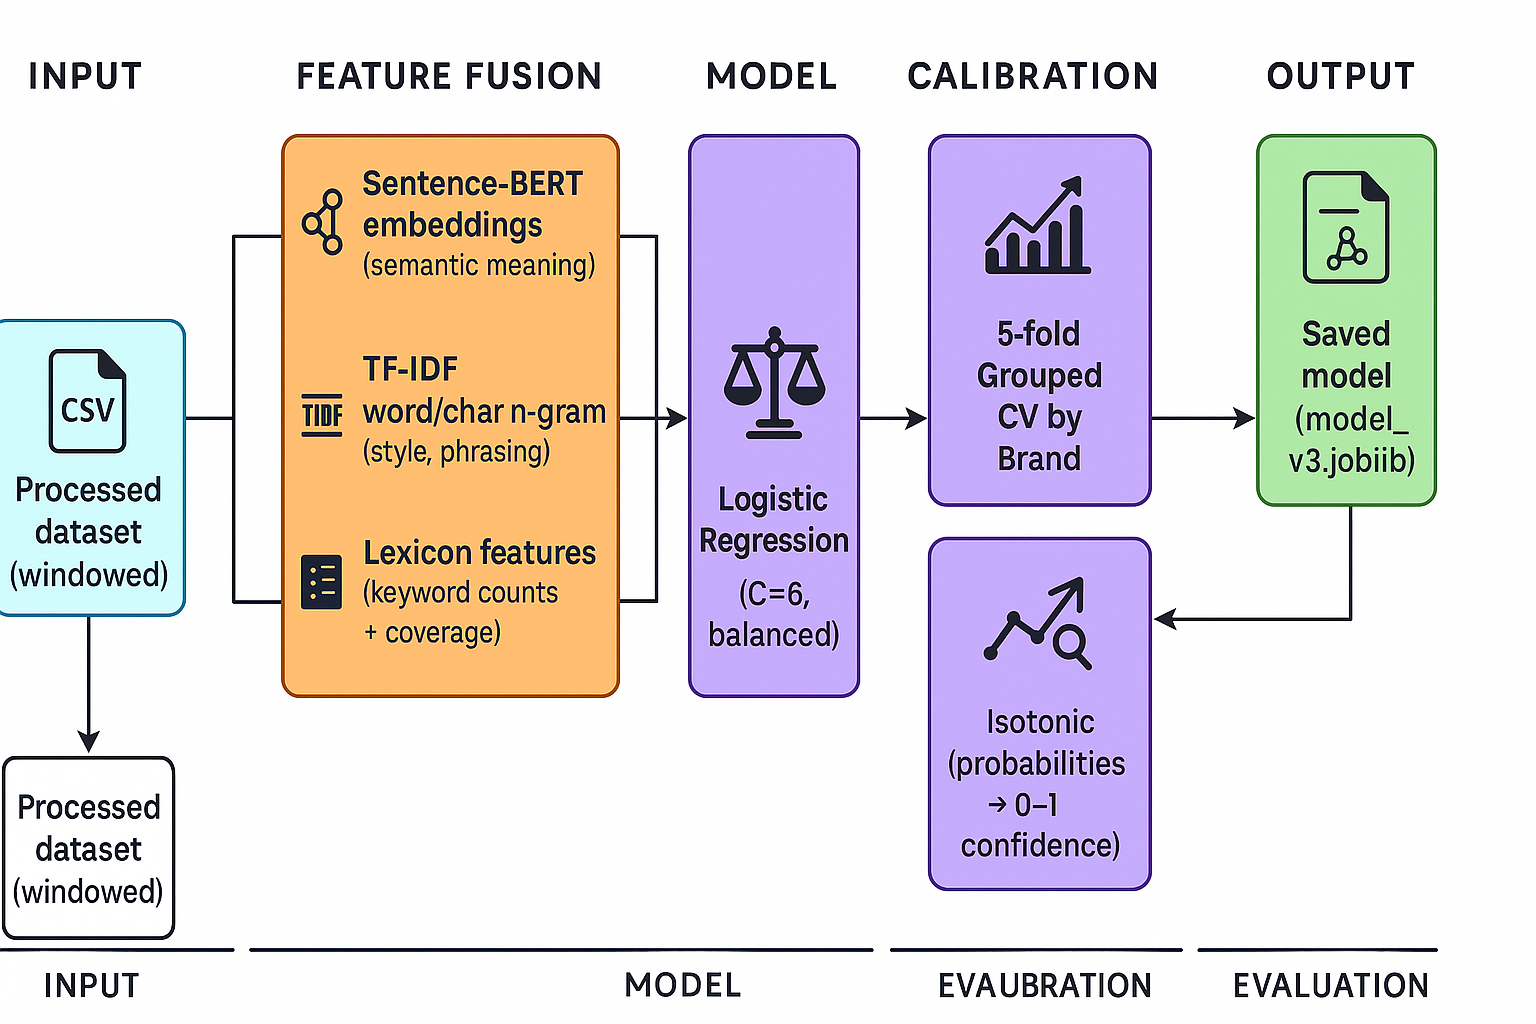 INPUT
FEATURE FUSION
MODEL
CALIBRATION
OUTPUT
CSV
Processed
dataset
(windowed)
Processed
dataset
(windowed)
Sentence-BERT
embeddings
(semantic meaning)
TIDF
TF-IDF
word/char n-gram
(style, phrasing)
Lexicon features
(keyword counts
+ coverage)
Logistic
Regression
(C=6,
balanced)
5-fold
Grouped
CV by
Brand
Isotonic
(probabilities
→ 0–1
confidence)
Saved
model
(model_
v3.jobiib)
INPUT
MODEL
EVAUBRATION
EVALUATION